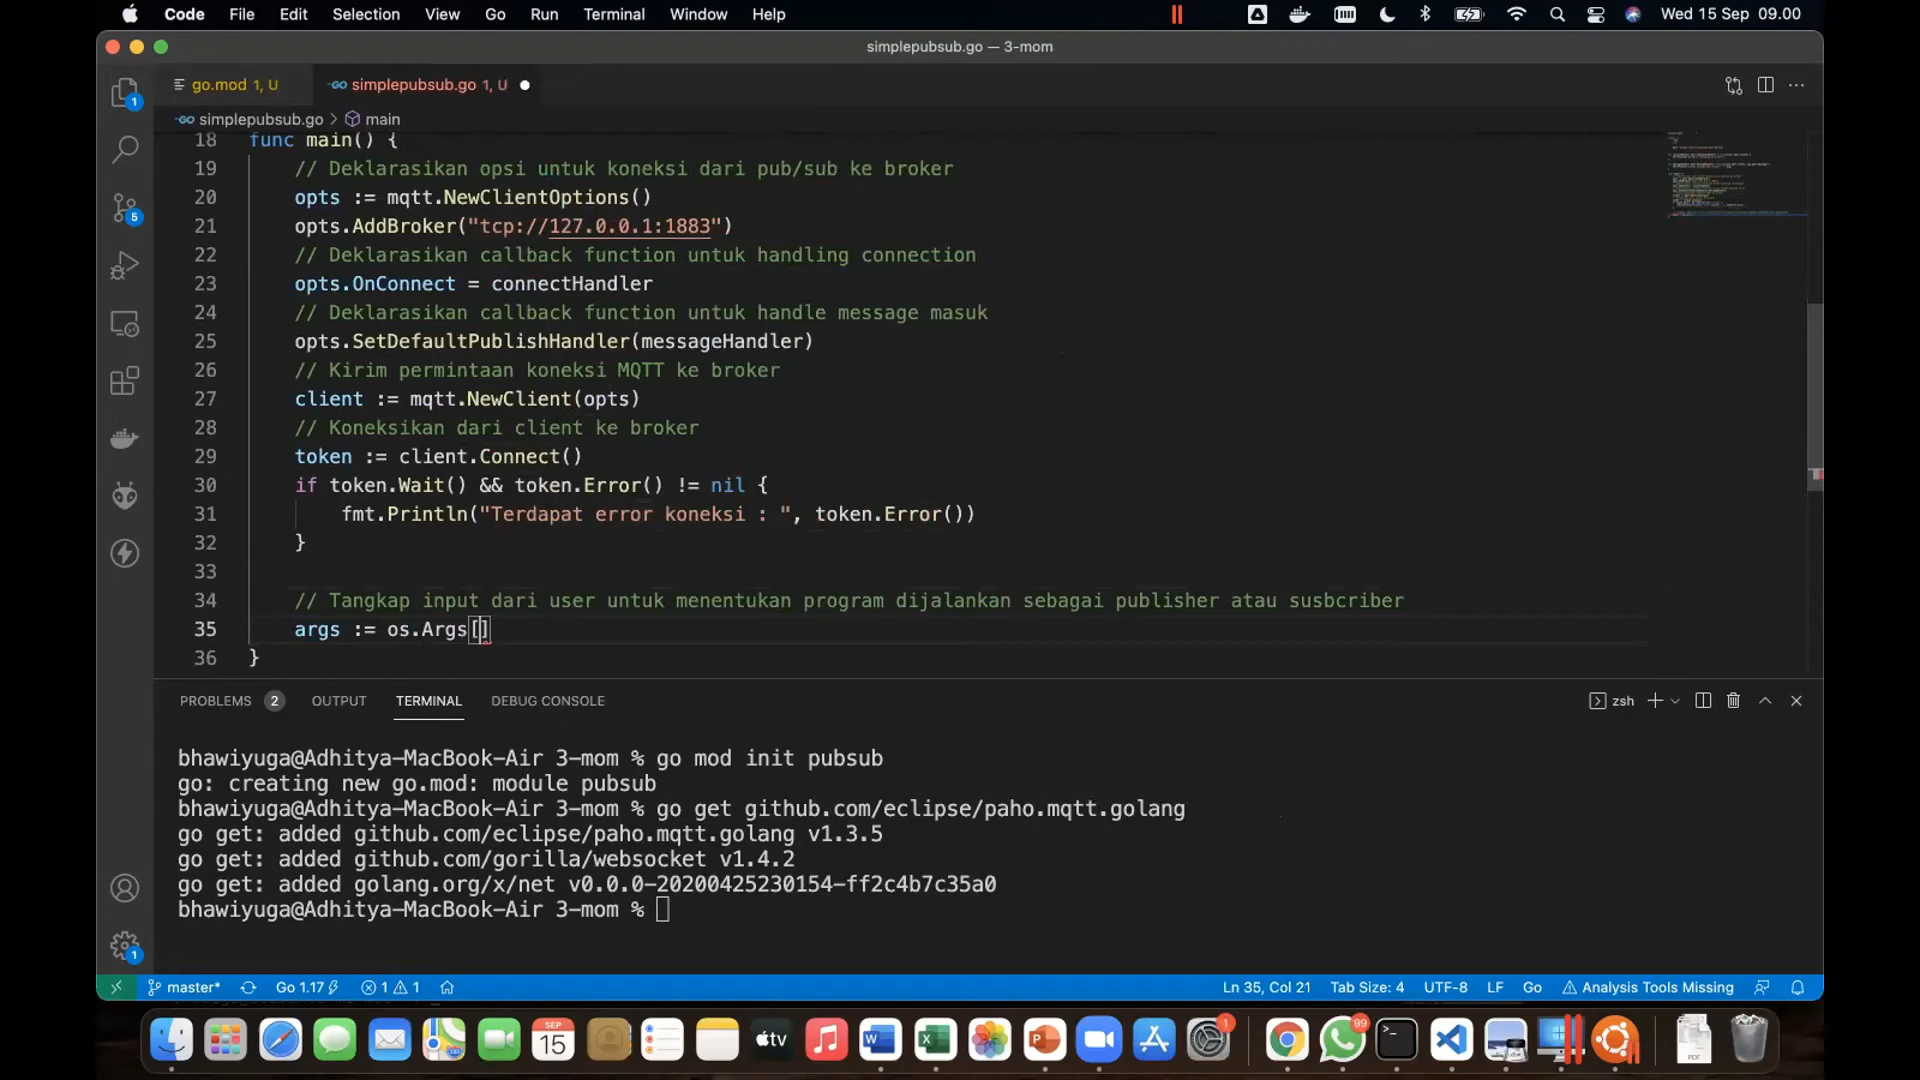 Code File Edit Selection View Go Run Terminal Window Help Wed 15 Sep 09.00
simplepubsub.go — 3-mom
go.mod 1, U simplepubsub.go 1, U
simplepubsub.go > main
18 func main() {
19 // Deklarasikan opsi untuk koneksi dari pub/sub ke broker
20 opts := mqtt.NewClientOptions()
21 opts.AddBroker("tcp://127.0.0.1:1883")
22 // Deklarasikan callback function untuk handling connection
23 opts.OnConnect = connectHandler
24 // Deklarasikan callback function untuk handle message masuk
25 opts.SetDefaultPublishHandler(messageHandler)
26 // Kirim permintaan koneksi MQTT ke broker
27 client := mqtt.NewClient(opts)
28 // Koneksikan dari client ke broker
29 token := client.Connect()
30 if token.Wait() && token.Error() != nil {
31 fmt.Println("Terdapat error koneksi : ", token.Error())
32 }
33
34 // Tangkap input dari user untuk menentukan program dijalankan sebagai publisher atau susbcriber
35 args := os.Args[]
36 }
PROBLEMS 2 OUTPUT TERMINAL DEBUG CONSOLE zsh
bhawiyuga@Adhitya-MacBook-Air 3-mom % go mod init pubsub
go: creating new go.mod: module pubsub
bhawiyuga@Adhitya-MacBook-Air 3-mom % go get github.com/eclipse/paho.mqtt.golang
go get: added github.com/eclipse/paho.mqtt.golang v1.3.5
go get: added github.com/gorilla/websocket v1.4.2
go get: added golang.org/x/net v0.0.0-20200425230154-ff2c4b7c35a0
bhawiyuga@Adhitya-MacBook-Air 3-mom %
master* Go 1.17 1 1 Ln 35, Col 21 Tab Size: 4 UTF-8 LF Go Analysis Tools Missing
1
5
1
SEP
15
tv
1
99
PDF